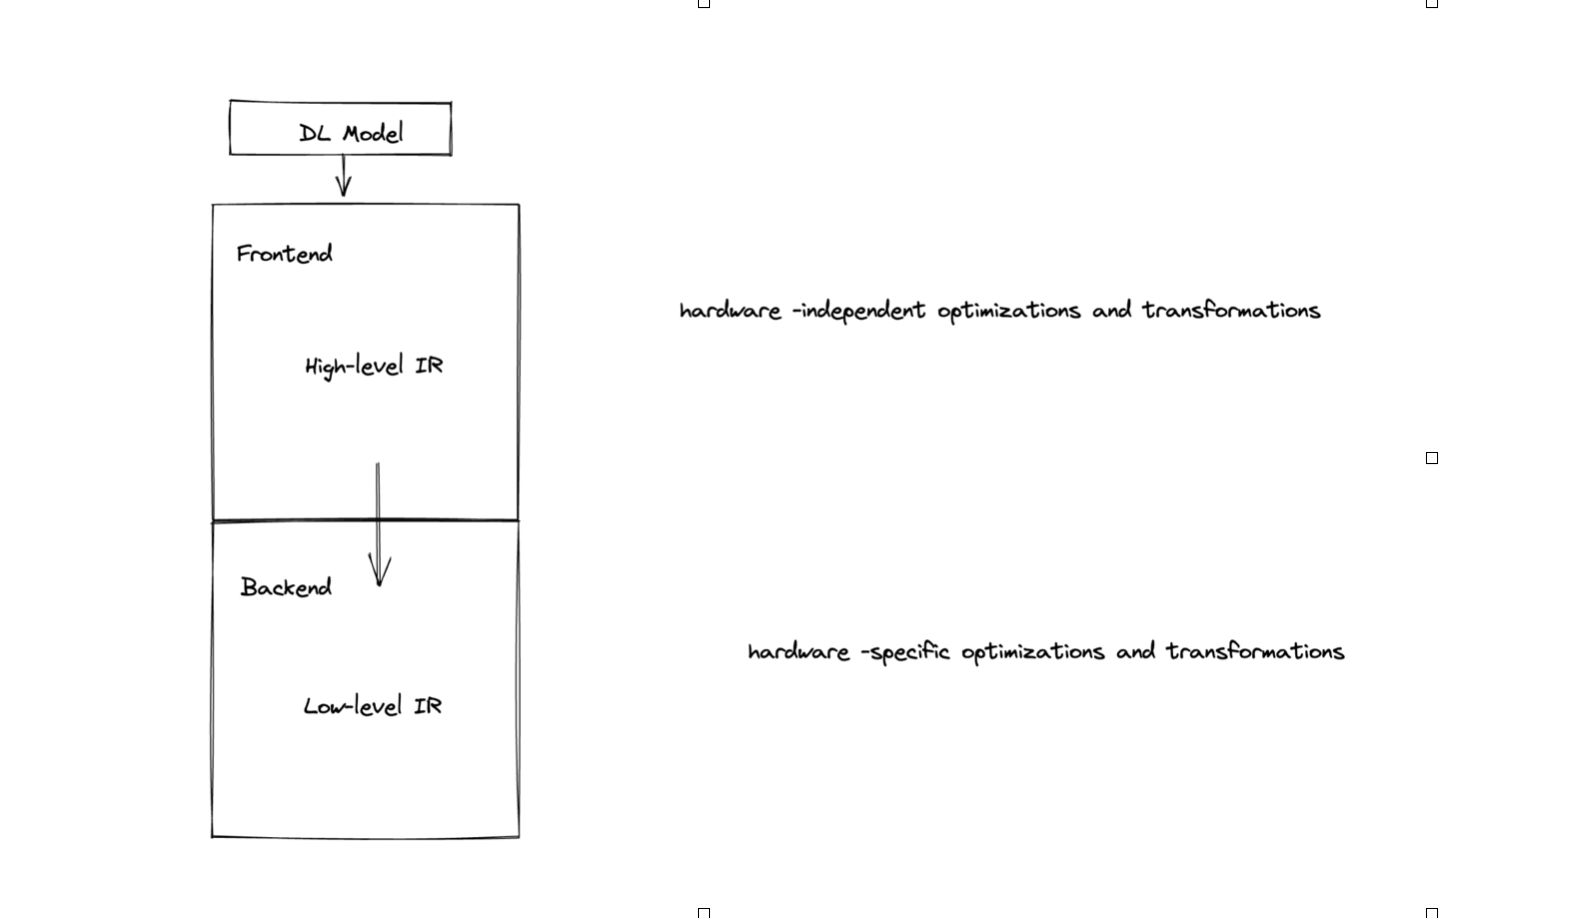 DL Model
Frontend
hardware -independent optimizations and transformations
High-level IR
Backend
hardware -specific optimizations and transformations
Low-level IR